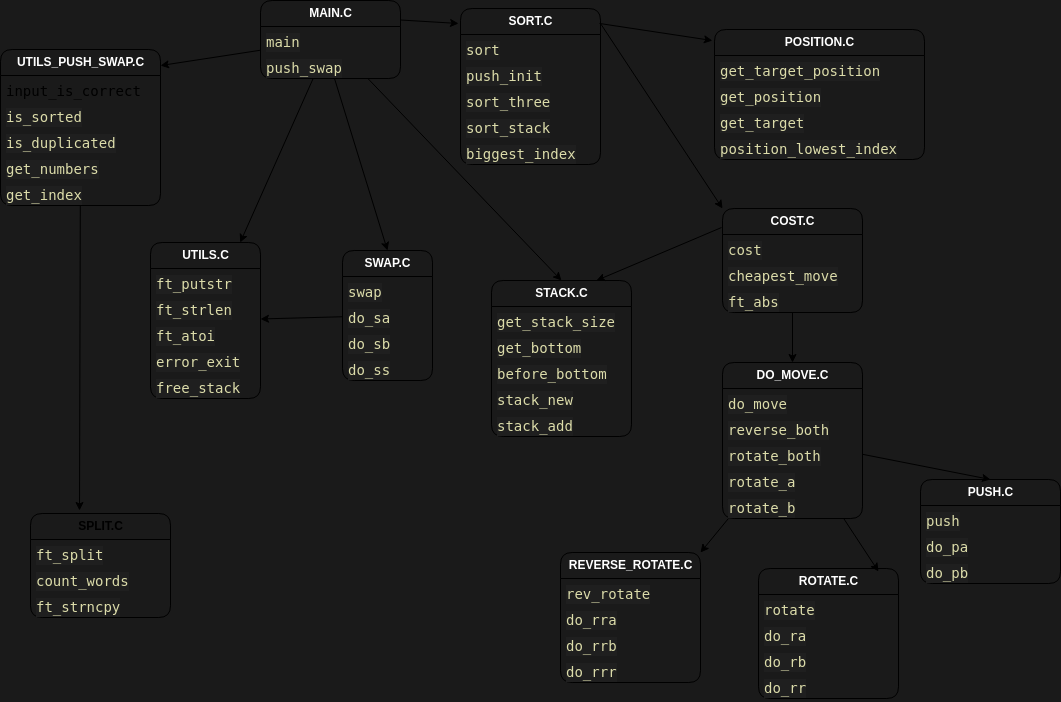 MAIN.C
main
push_swap
SORT.C
sort
push_init
sort_three
sort_stack
biggest_index
POSITION.C
get_target_position
get_position
get_target
position_lowest_index
UTILS_PUSH_SWAP.C
input_is_correct
is_sorted
is_duplicated
get_numbers
get_index
COST.C
cost
cheapest_move
ft_abs
UTILS.C
ft_putstr
ft_strlen
ft_atoi
error_exit
free_stack
SWAP.C
swap
do_sa
do_sb
do_ss
STACK.C
get_stack_size
get_bottom
before_bottom
stack_new
stack_add
DO_MOVE.C
do_move
reverse_both
rotate_both
rotate_a
rotate_b
PUSH.C
push
do_pa
do_pb
SPLIT.C
ft_split
count_words
ft_strncpy
REVERSE_ROTATE.C
rev_rotate
do_rra
do_rrb
do_rrr
ROTATE.C
rotate
do_ra
do_rb
do_rr